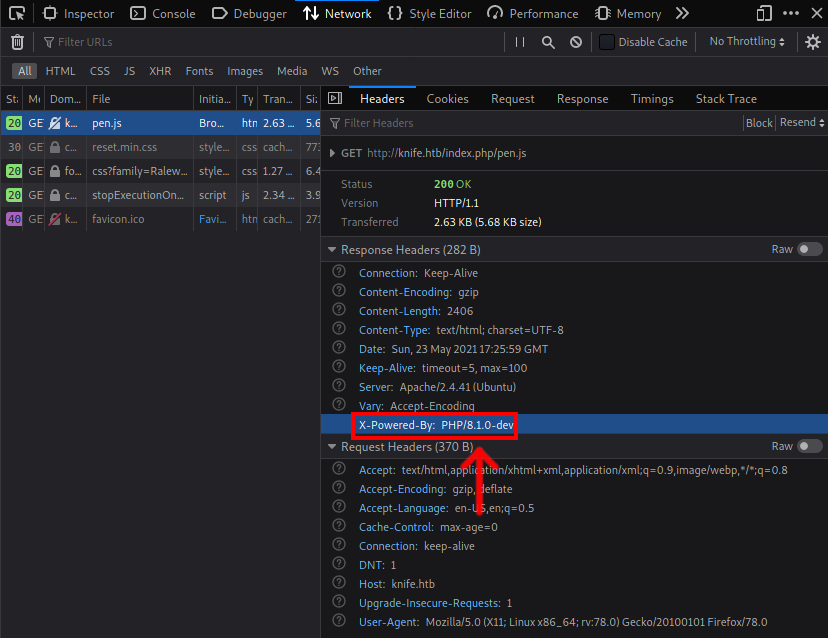 Inspector Console Debugger Network Style Editor Performance Memory
Filter URLs Disable Cache No Throttling
All HTML CSS JS XHR Fonts Images Media WS Other
St Me Dom… File Initia… Ty Tran… Siz Headers Cookies Request Response Timings Stack Trace
20 GE k… pen.js Bro… htn 2.63 … 5.6
Filter Headers Block Resend
30 GE c… reset.min.css style… css cach… 773
GET http://knife.htb/index.php/pen.js
20 GE fo… css?family=Ralew… style… css 1.27 … 6.4
20 GE c… stopExecutionOn… script js 2.34 … 3.9
40 GE k… favicon.ico Favi… htn cach… 271
Status 200 OK
Version HTTP/1.1
Transferred 2.63 KB (5.68 KB size)
Response Headers (282 B) Raw
Connection: Keep-Alive
Content-Encoding: gzip
Content-Length: 2406
Content-Type: text/html; charset=UTF-8
Date: Sun, 23 May 2021 17:25:59 GMT
Keep-Alive: timeout=5, max=100
Server: Apache/2.4.41 (Ubuntu)
Vary: Accept-Encoding
X-Powered-By: PHP/8.1.0-dev
Request Headers (370 B) Raw
Accept: text/html,application/xhtml+xml,application/xml;q=0.9,image/webp,*/*;q=0.8
Accept-Encoding: gzip, deflate
Accept-Language: en-US,en;q=0.5
Cache-Control: max-age=0
Connection: keep-alive
DNT: 1
Host: knife.htb
Upgrade-Insecure-Requests: 1
User-Agent: Mozilla/5.0 (X11; Linux x86_64; rv:78.0) Gecko/20100101 Firefox/78.0